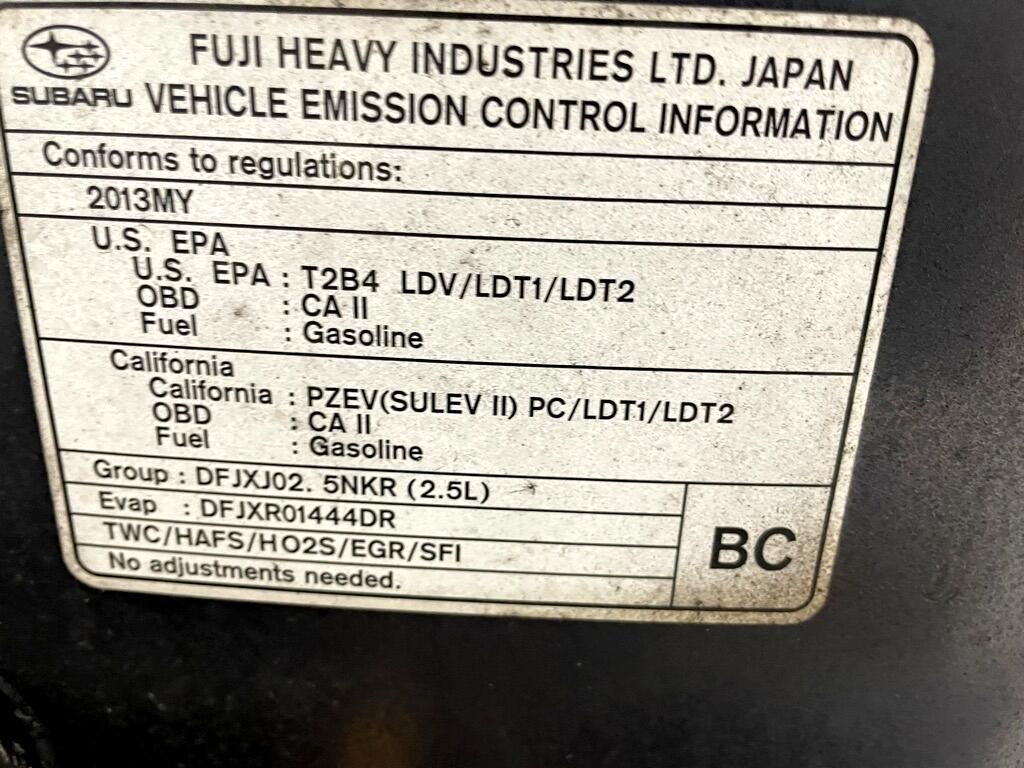 FUJI HEAVY INDUSTRIES LTD. JAPAN
SUBARU VEHICLE EMISSION CONTROL INFORMATION
Conforms to regulations:
2013MY
U.S. EPA
U.S. EPA : T2B4 LDV/LDT1/LDT2
OBD : CA II
Fuel : Gasoline
California
California : PZEV(SULEV II) PC/LDT1/LDT2
OBD : CA II
Fuel : Gasoline
Group : DFJXJ02. 5NKR (2.5L)
Evap : DFJXR01444DR
TWC/HAFS/HO2S/EGR/SFI
No adjustments needed.
BC